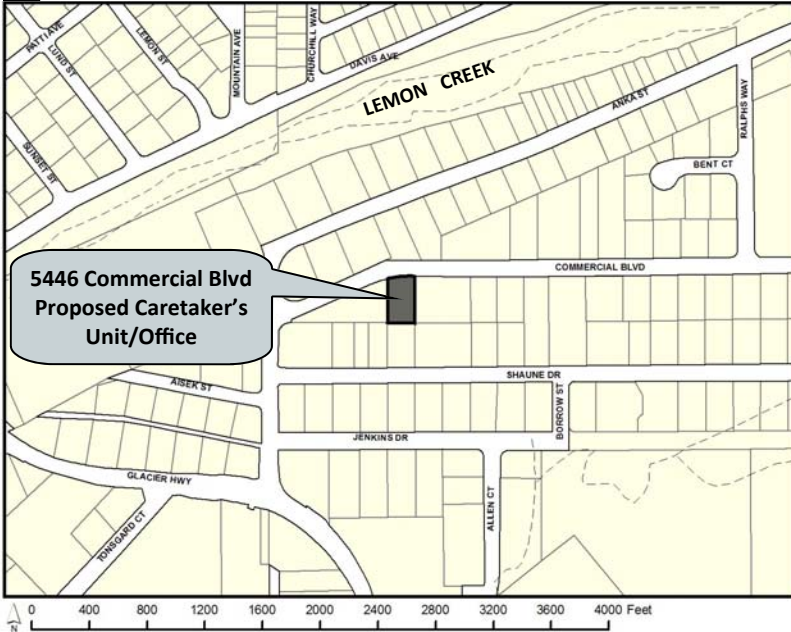 PATTI AVE
LUND ST
LEMON ST
MOUNTAIN AVE
CHURCHILL WAY
DAVIS AVE
LEMON CREEK
ANKA ST
RALPHS WAY
SUNSET ST
BENT CT
COMMERCIAL BLVD
5446 Commercial Blvd
Proposed Caretaker's
Unit/Office
SHAUNE DR
AISEK ST
BORROW ST
JENKINS DR
GLACIER HWY
ALLEN CT
TONSGARD CT
N
0 400 800 1200 1600 2000 2400 2800 3200 3600 4000 Feet